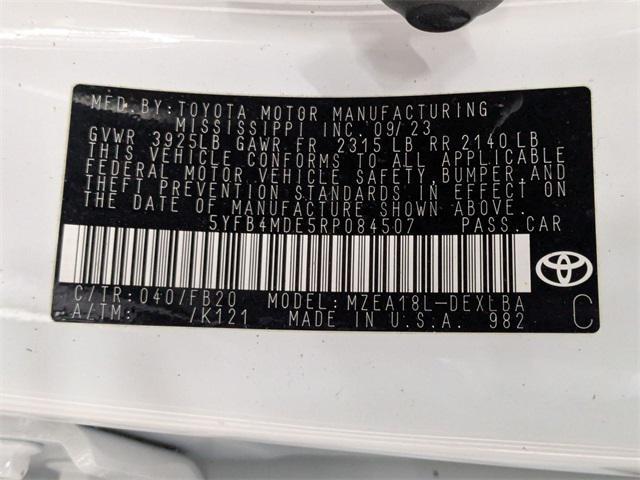 MFD.BY: TOYOTA MOTOR MANUFACTURING
MISSISSIPPI INC. 09/23
GVWR 3925LB GAWR FR 2315 LB RR 2140 LB
THIS VEHICLE CONFORMS TO ALL APPLICABLE
FEDERAL MOTOR VEHICLE SAFETY, BUMPER AND
THEFT PREVENTION STANDARDS IN EFFECT ON
THE DATE OF MANUFACTURE SHOWN ABOVE.
5YFB4MDE5RP084507 PASS.CAR
C/TR: 040/FB20 MODEL: MZEA18L-DEXLBA
A/TM: /K121 MADE IN U.S.A. 982 C